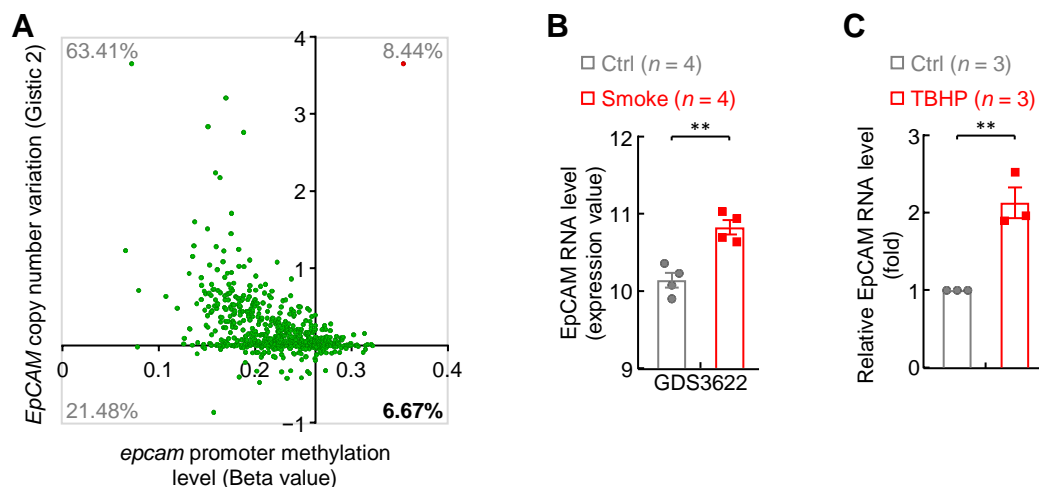 A
EpCAM copy number variation (Gistic 2)
63.41%
8.44%
4
3
2
1
−1
0
0.1
0.2
0.3
0.4
21.48%
6.67%
epcam promoter methylation
level (Beta value)
B
Ctrl (n = 4)
Smoke (n = 4)
EpCAM RNA level
(expression value)
12
11
10
9
**
GDS3622
C
Ctrl (n = 3)
TBHP (n = 3)
Relative EpCAM RNA level
(fold)
3
2
1
0
**